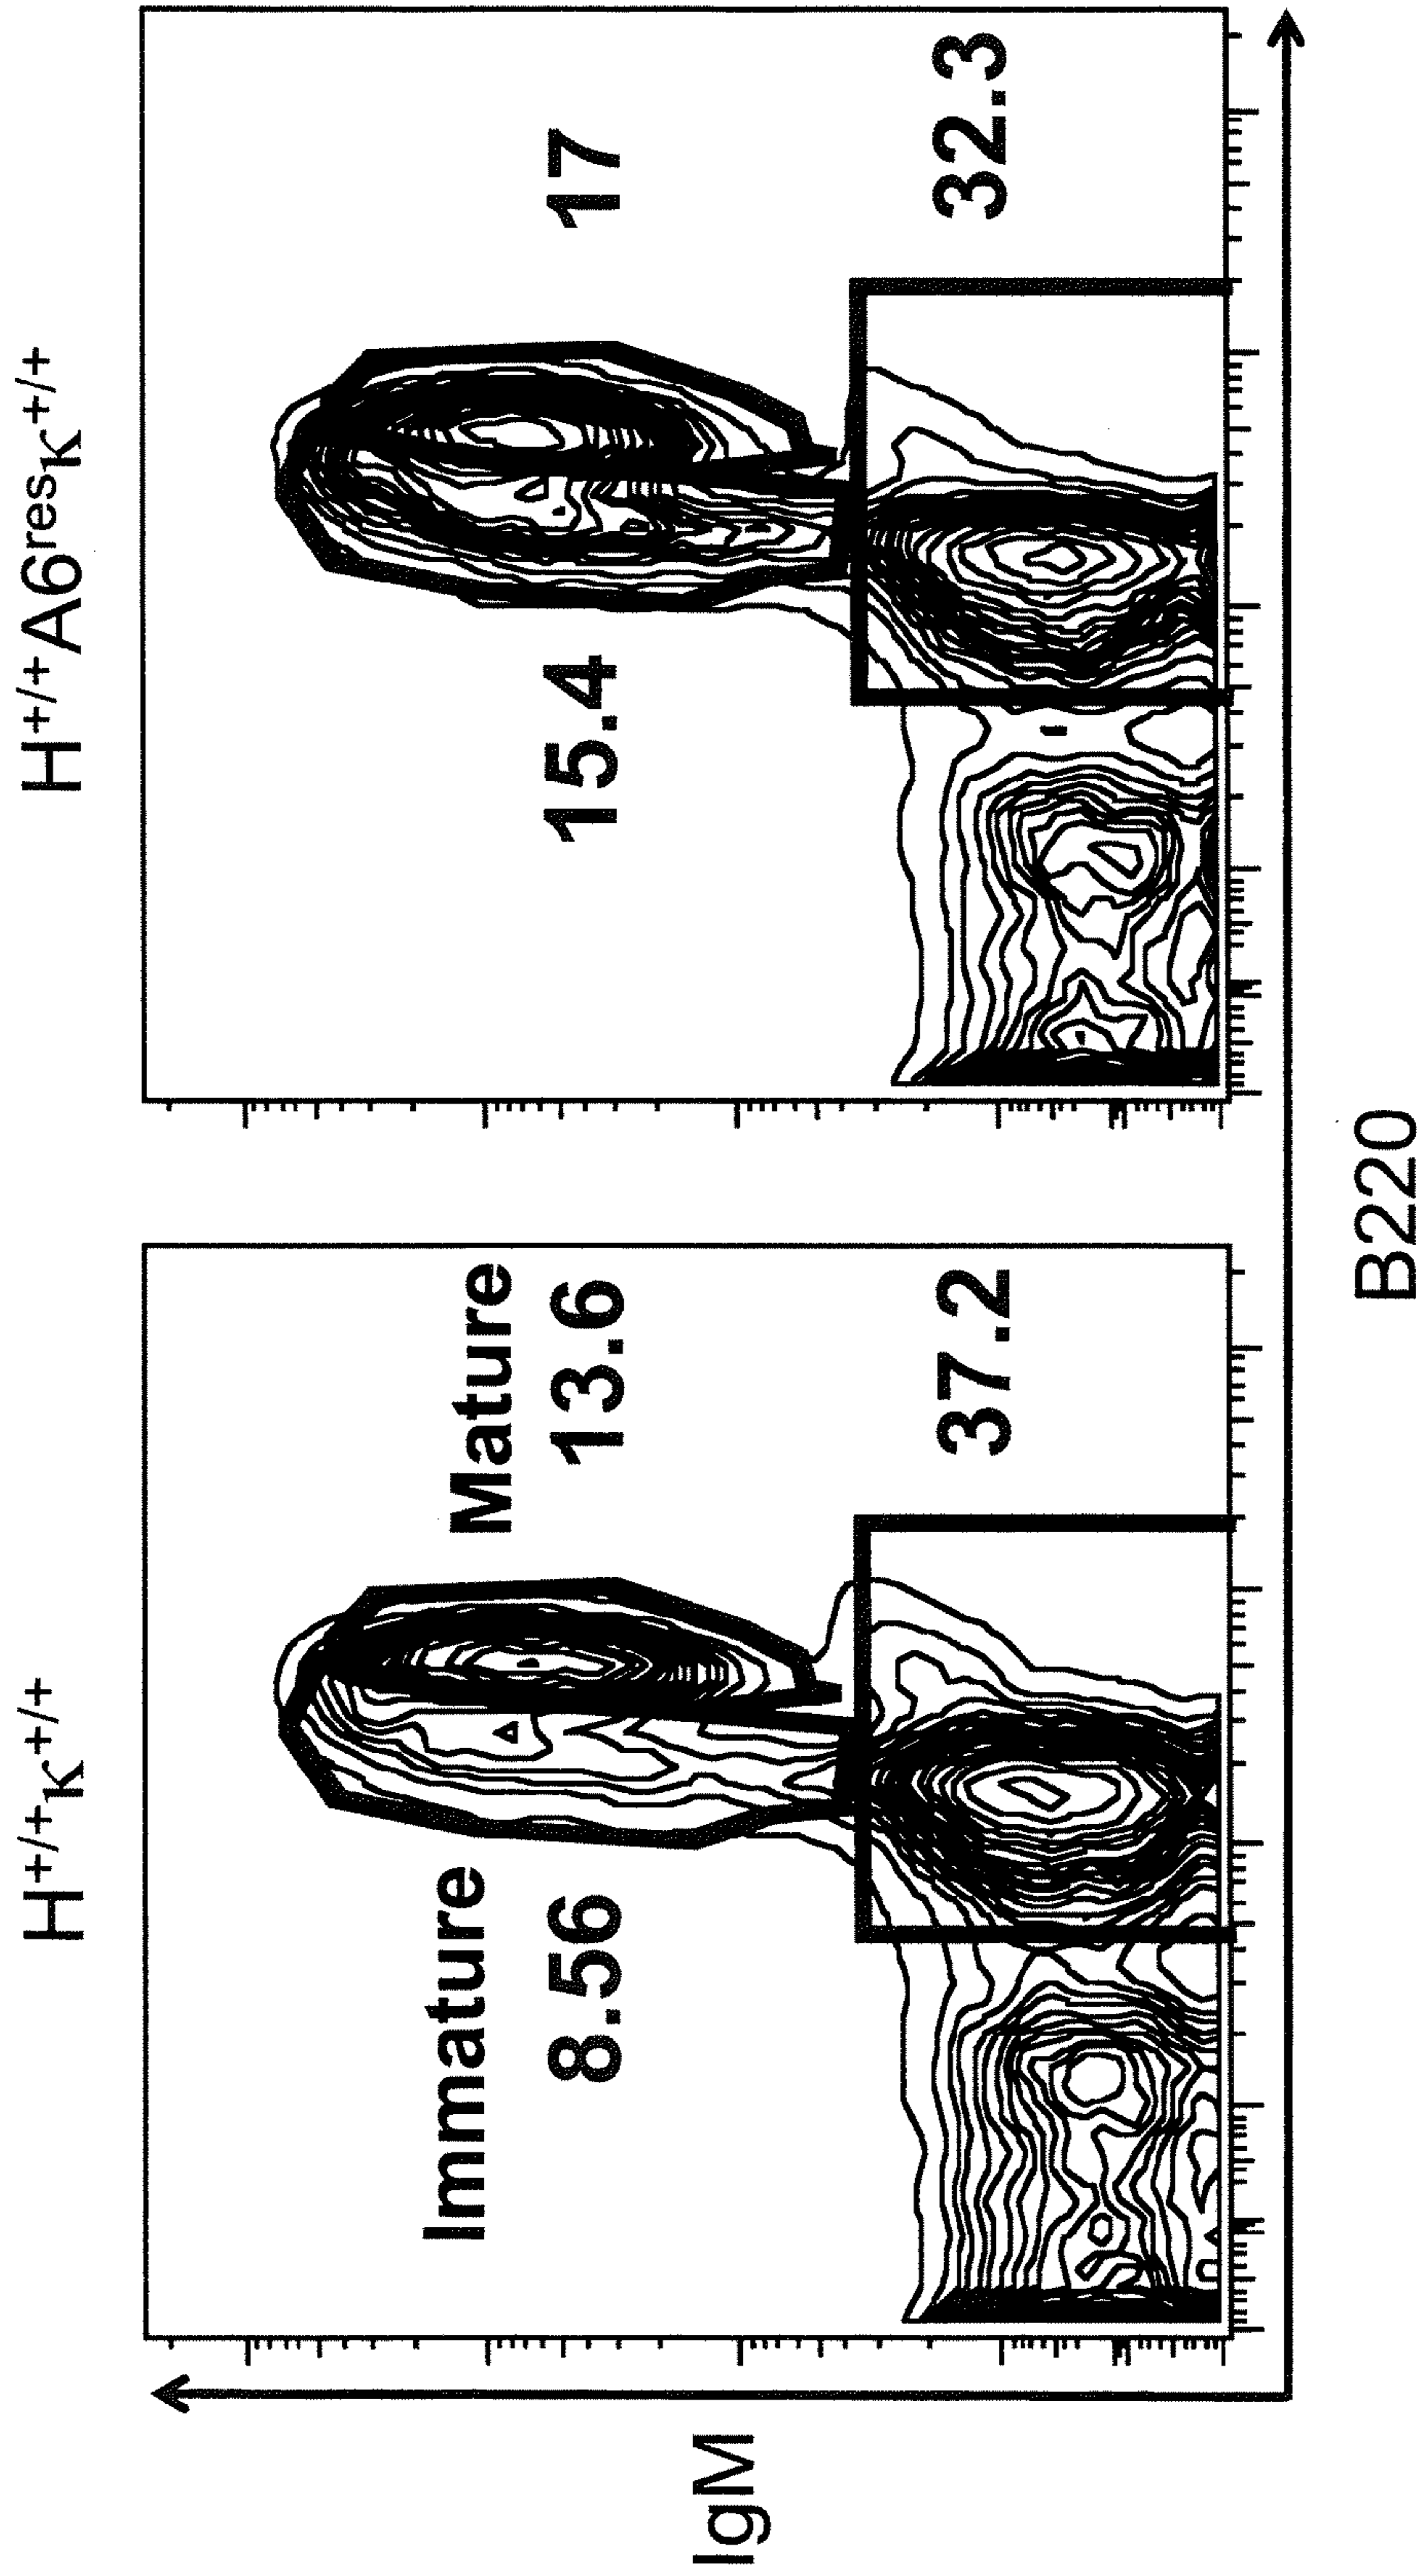 H+/+κ+/+
H+/+A6resκ+/+
Immature
8.56
Mature
13.6
37.2
15.4
17
32.3
IgM
B220